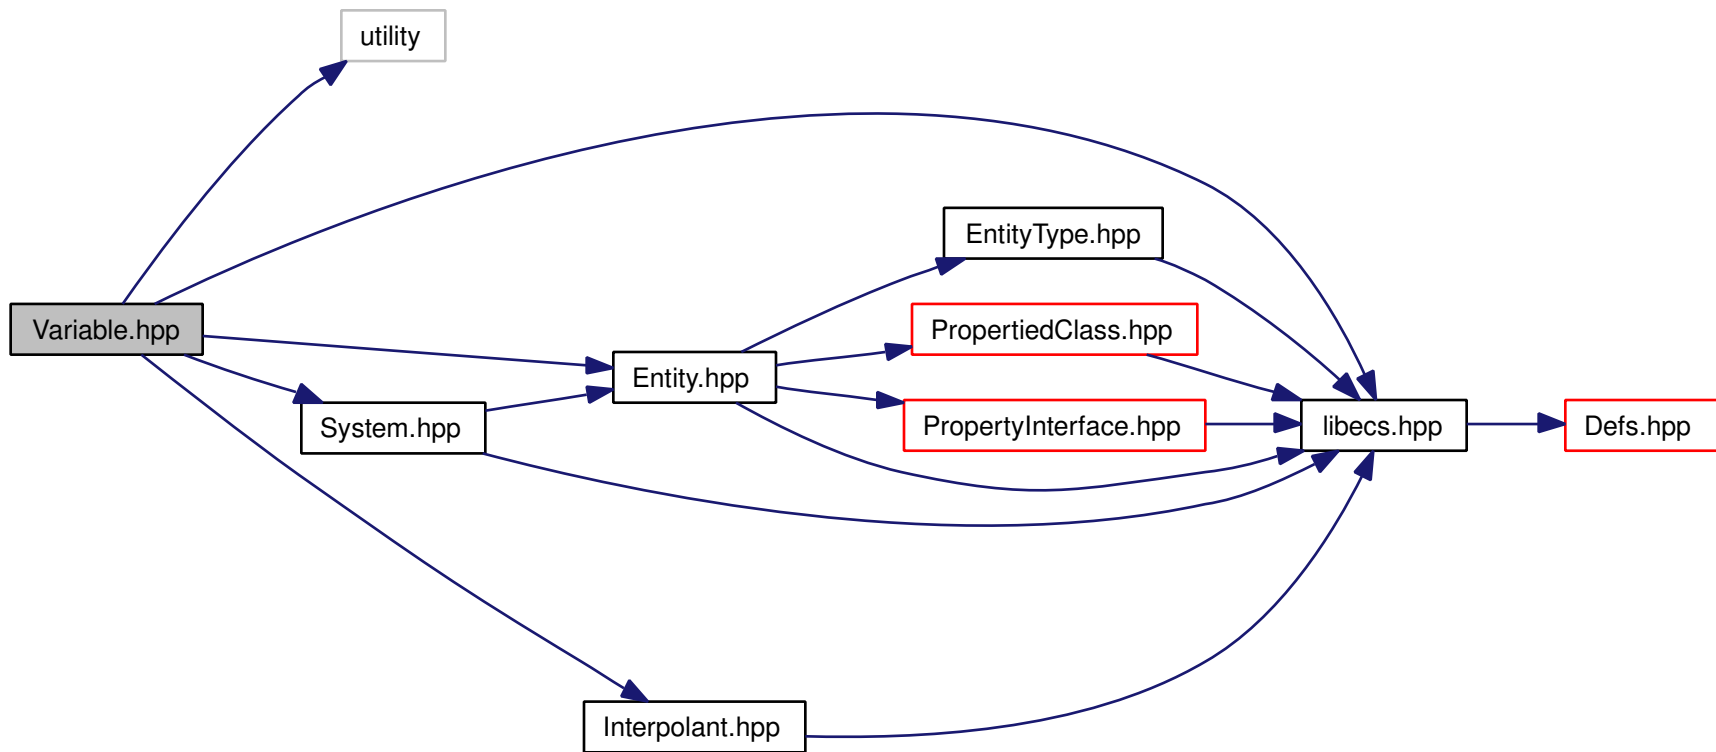 utility
EntityType.hpp
Variable.hpp
PropertiedClass.hpp
Entity.hpp
System.hpp
PropertyInterface.hpp
libecs.hpp
Defs.hpp
Interpolant.hpp